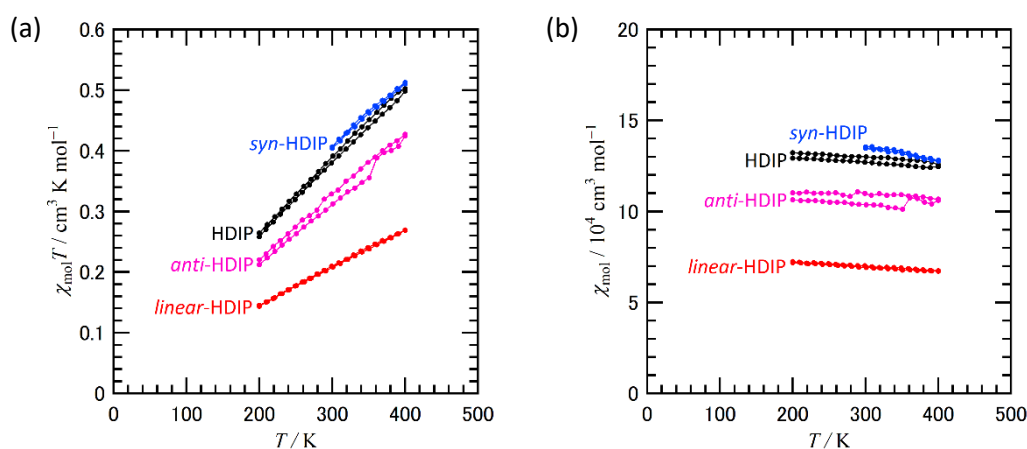 (a)
0.6
0.5
0.4
0.3
0.2
0.1
0
syn-HDIP
HDIP
anti-HDIP
linear-HDIP
χmolT / cm³ K mol⁻¹
0 100 200 300 400 500
T / K
(b)
20
15
10
5
0
syn-HDIP
HDIP
anti-HDIP
linear-HDIP
χmol / 10⁴ cm³ mol⁻¹
0 100 200 300 400 500
T / K